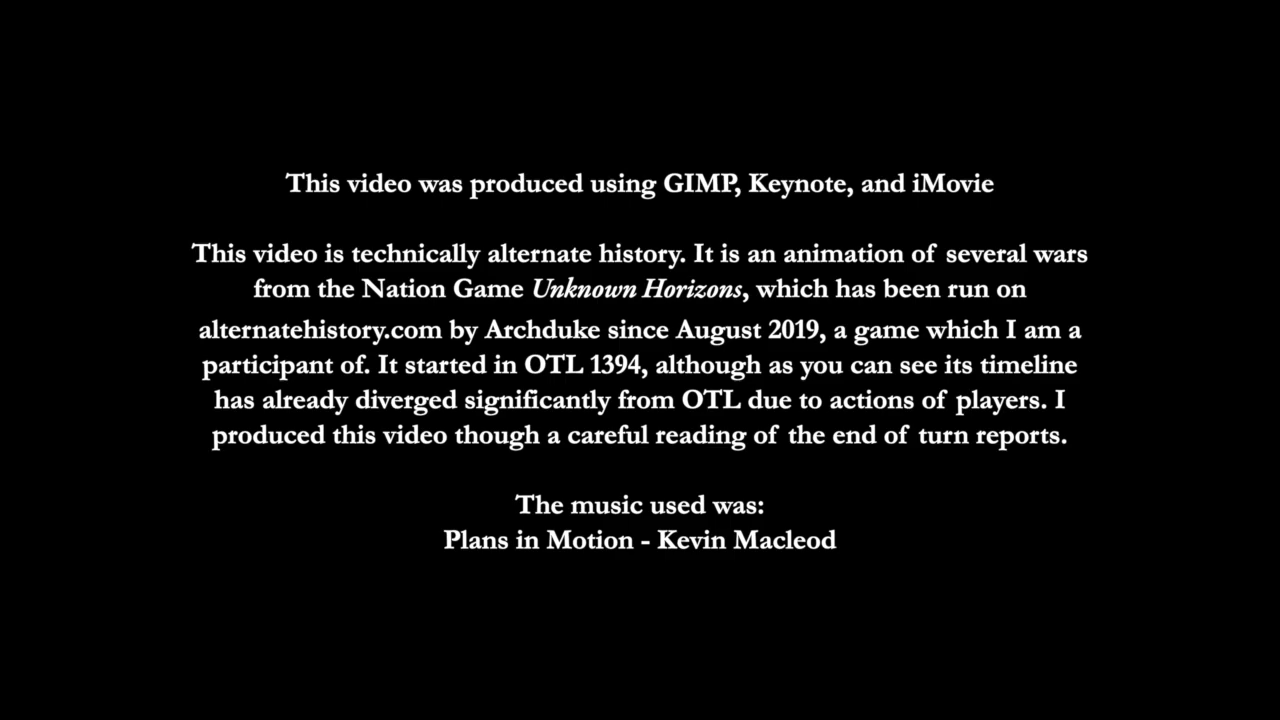 This video was produced using GIMP, Keynote, and iMovie
This video is technically alternate history. It is an animation of several wars
from the Nation Game Unknown Horizons, which has been run on
alternatehistory.com by Archduke since August 2019, a game which I am a
participant of. It started in OTL 1394, although as you can see its timeline
has already diverged significantly from OTL due to actions of players. I
produced this video though a careful reading of the end of turn reports.
The music used was:
Plans in Motion - Kevin Macleod